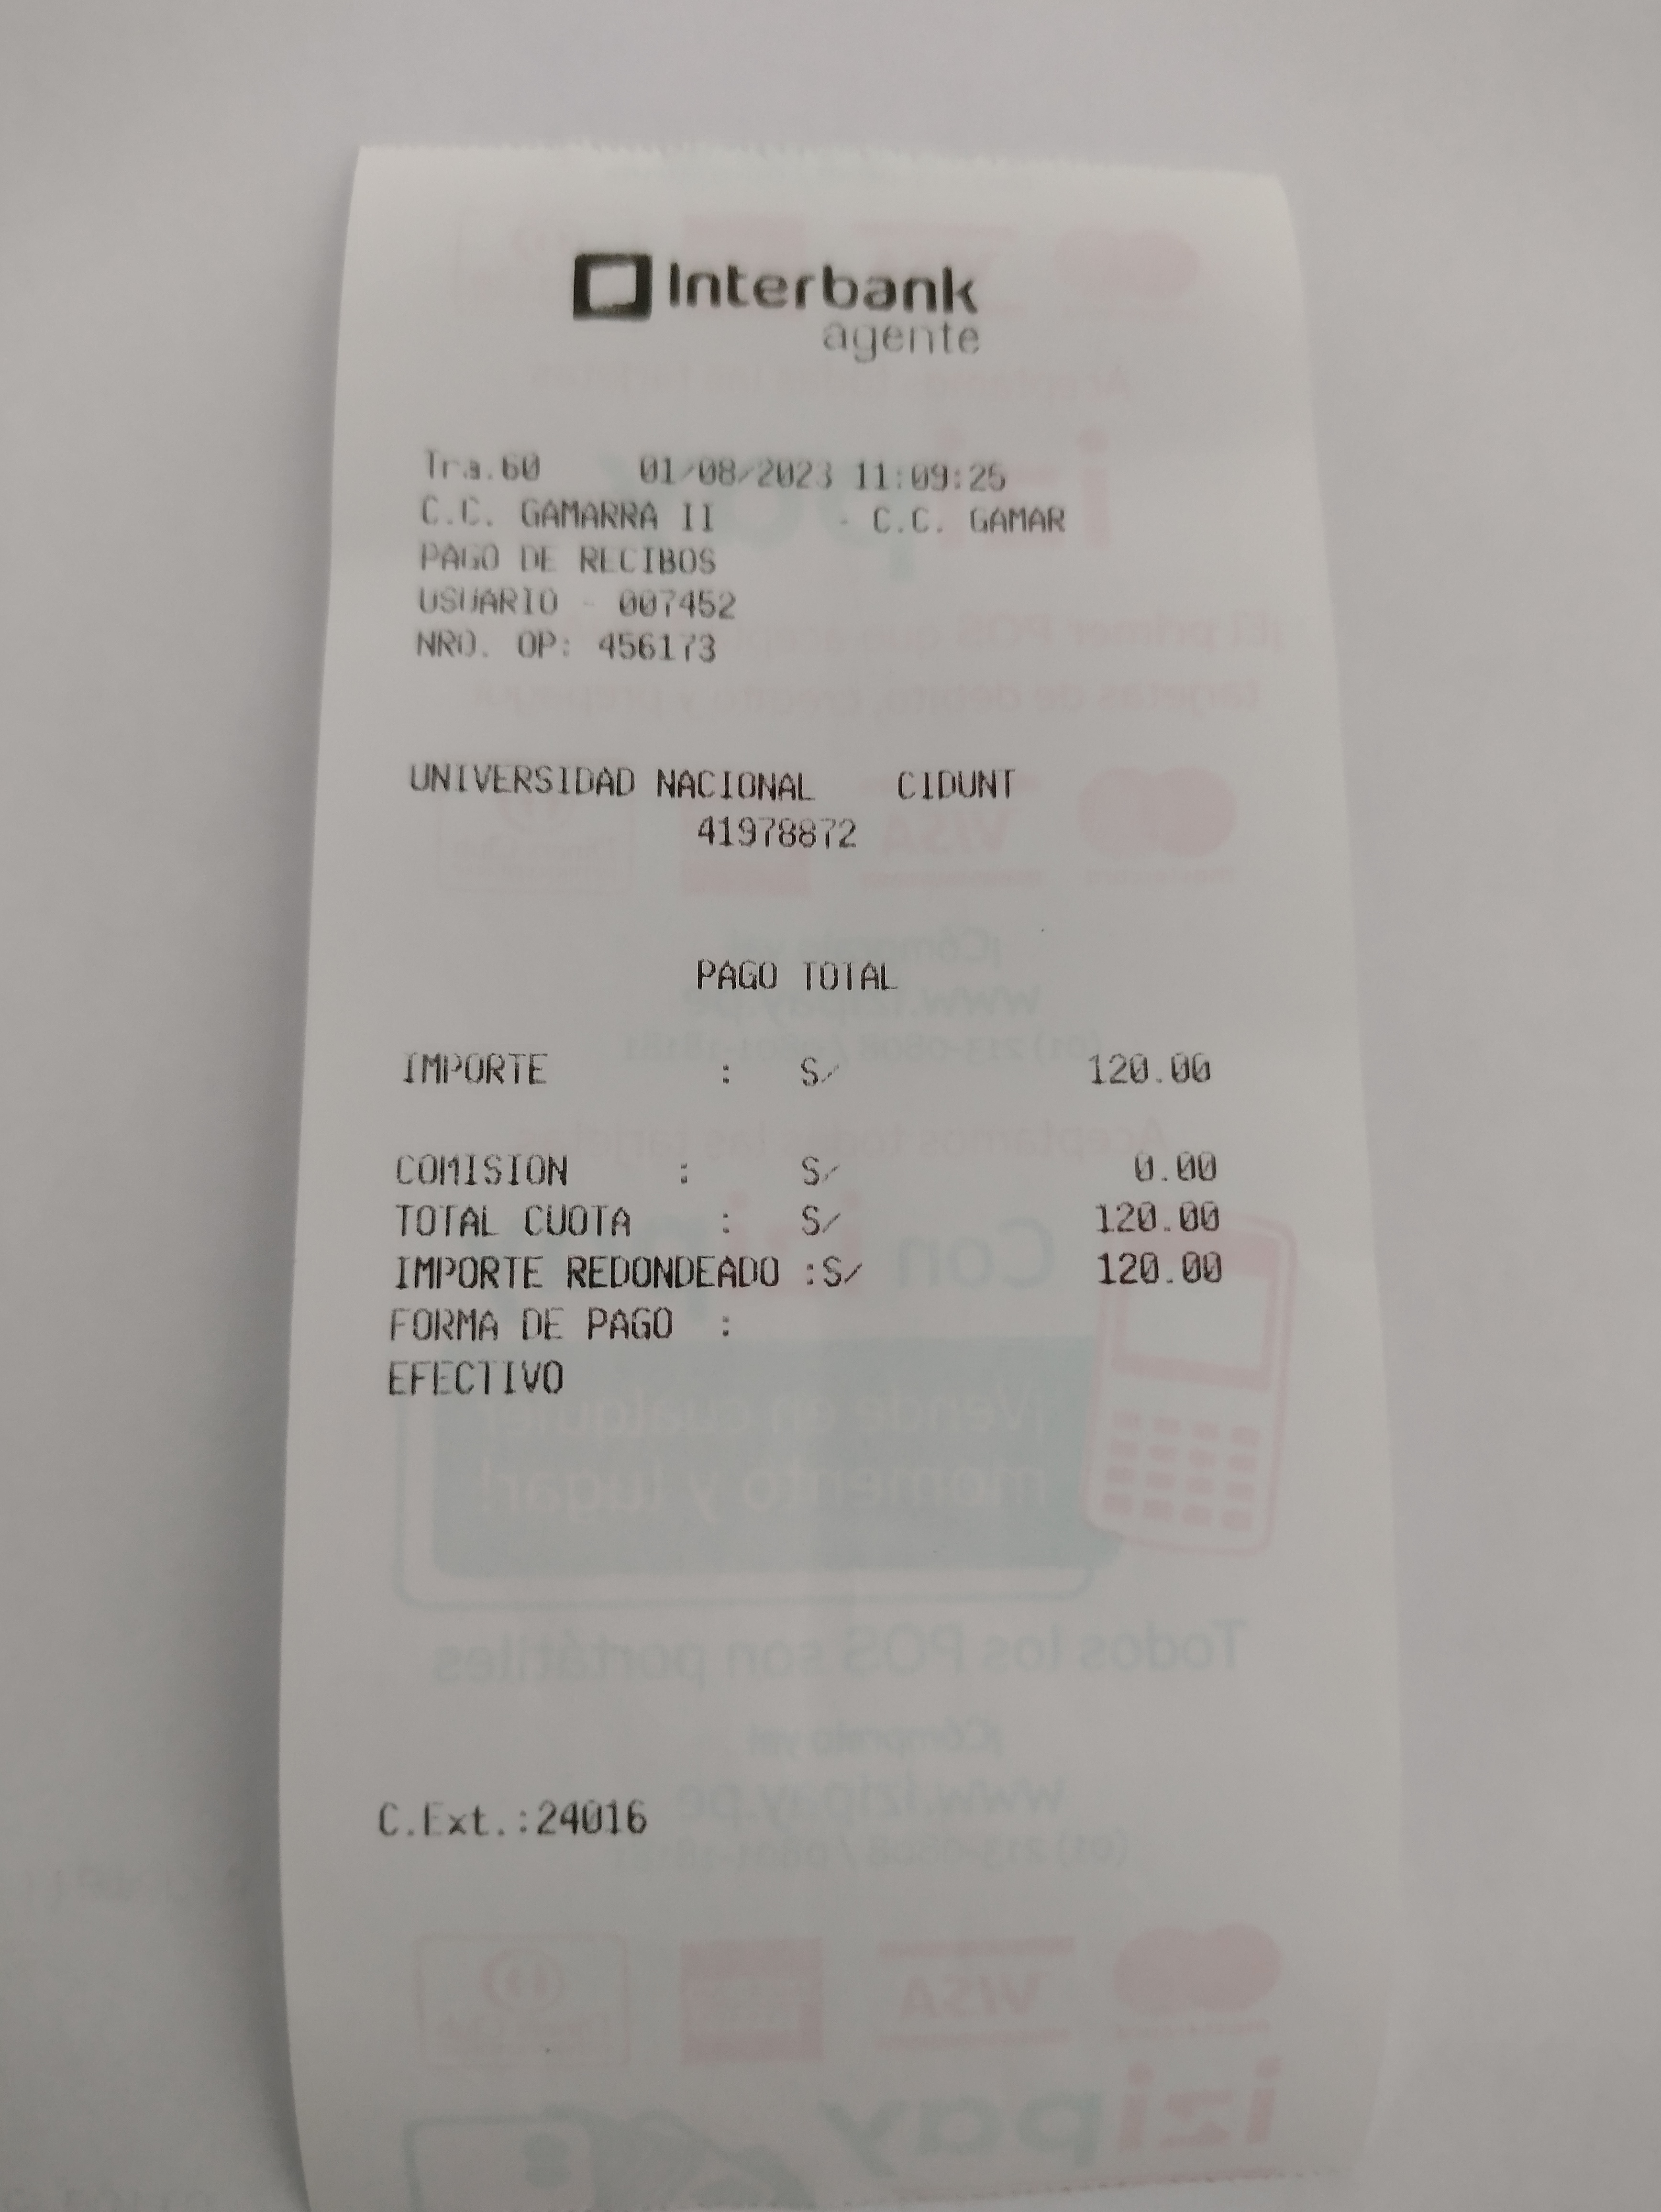 Interbank
agente
Tra.60 01/08/2023 11:09:25
C.C. GAMARRA II - C.C. GAMAR
PAGO DE RECIBOS
USUARIO - 007452
NRO. OP: 456173
UNIVERSIDAD NACIONAL CIDUNT
41978872
PAGO TOTAL
IMPORTE : S/ 120.00
COMISION : S/ 0.00
TOTAL CUOTA : S/ 120.00
IMPORTE REDONDEADO :S/ 120.00
FORMA DE PAGO :
EFECTIVO
C.Ext.:24016